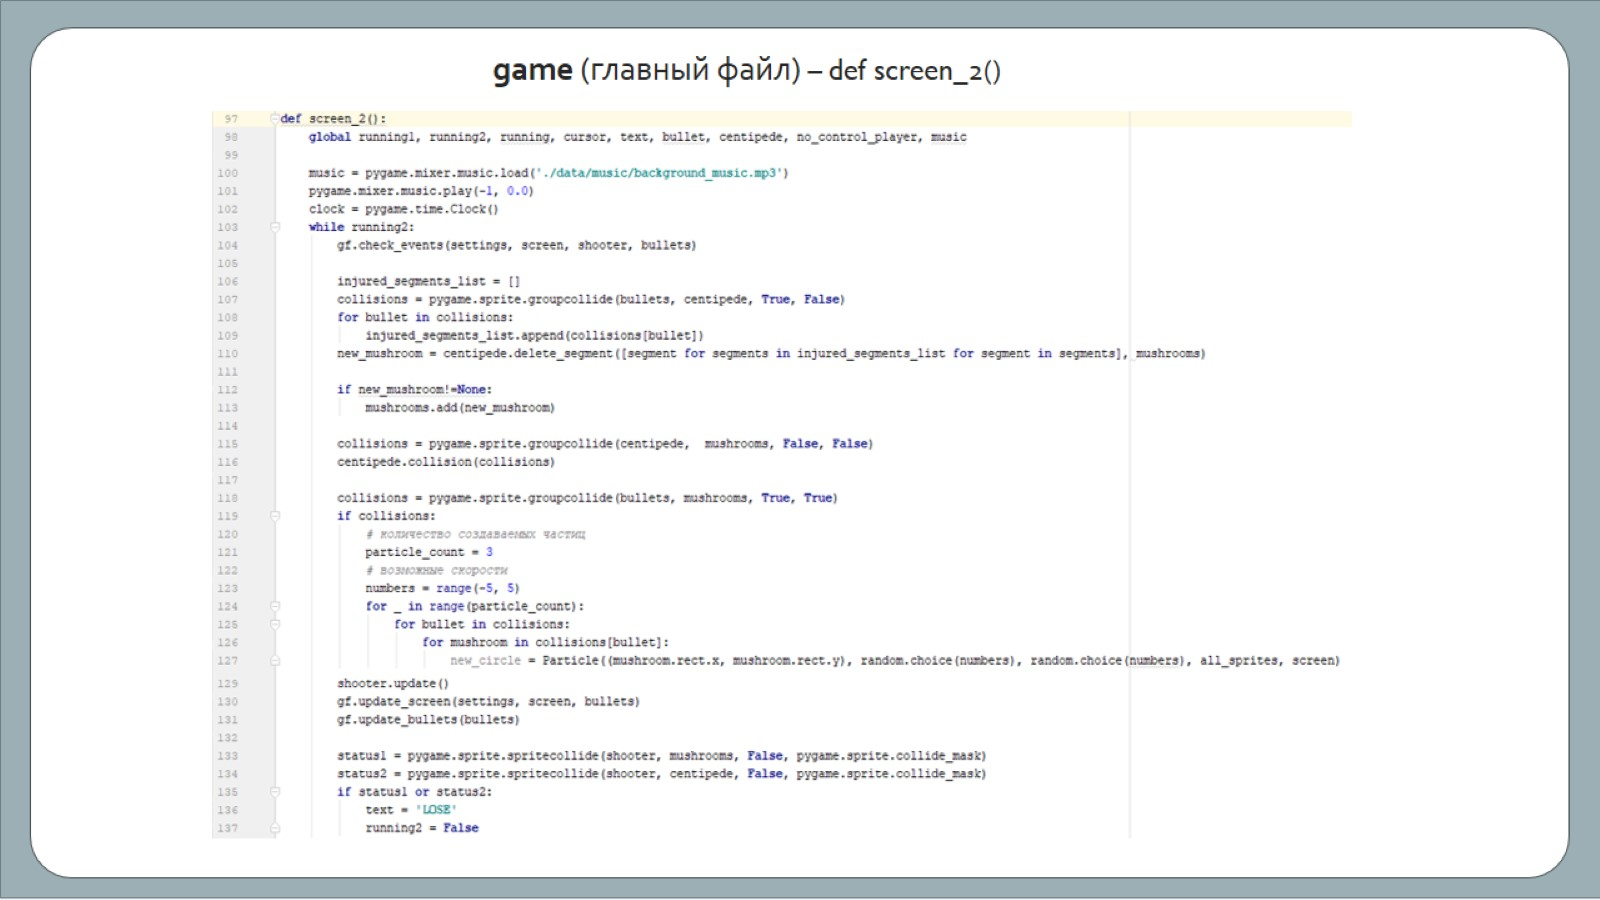 game (главный файл) – def screen_2()
97 def screen_2():
98 global running1, running2, running, cursor, text, bullet, centipede, no_control_player, music
99
100 music = pygame.mixer.music.load('./data/music/background_music.mp3')
101 pygame.mixer.music.play(-1, 0.0)
102 clock = pygame.time.Clock()
103 while running2:
104 gf.check_events(settings, screen, shooter, bullets)
105
106 injured_segments_list = []
107 collisions = pygame.sprite.groupcollide(bullets, centipede, True, False)
108 for bullet in collisions:
109 injured_segments_list.append(collisions[bullet])
110 new_mushroom = centipede.delete_segment([segment for segments in injured_segments_list for segment in segments], mushrooms)
111
112 if new_mushroom!=None:
113 mushrooms.add(new_mushroom)
114
115 collisions = pygame.sprite.groupcollide(centipede,  mushrooms, False, False)
116 centipede.collision(collisions)
117
118 collisions = pygame.sprite.groupcollide(bullets, mushrooms, True, True)
119 if collisions:
120 # количество создаваемых частиц
121 particle_count = 3
122 # возможные скорости
123 numbers = range(-5, 5)
124 for _ in range(particle_count):
125 for bullet in collisions:
126 for mushroom in collisions[bullet]:
127 new_circle = Particle((mushroom.rect.x, mushroom.rect.y), random.choice(numbers), random.choice(numbers), all_sprites, screen)
129 shooter.update()
130 gf.update_screen(settings, screen, bullets)
131 gf.update_bullets(bullets)
132
133 status1 = pygame.sprite.spritecollide(shooter, mushrooms, False, pygame.sprite.collide_mask)
134 status2 = pygame.sprite.spritecollide(shooter, centipede, False, pygame.sprite.collide_mask)
135 if status1 or status2:
136 text = 'LOSE'
137 running2 = False